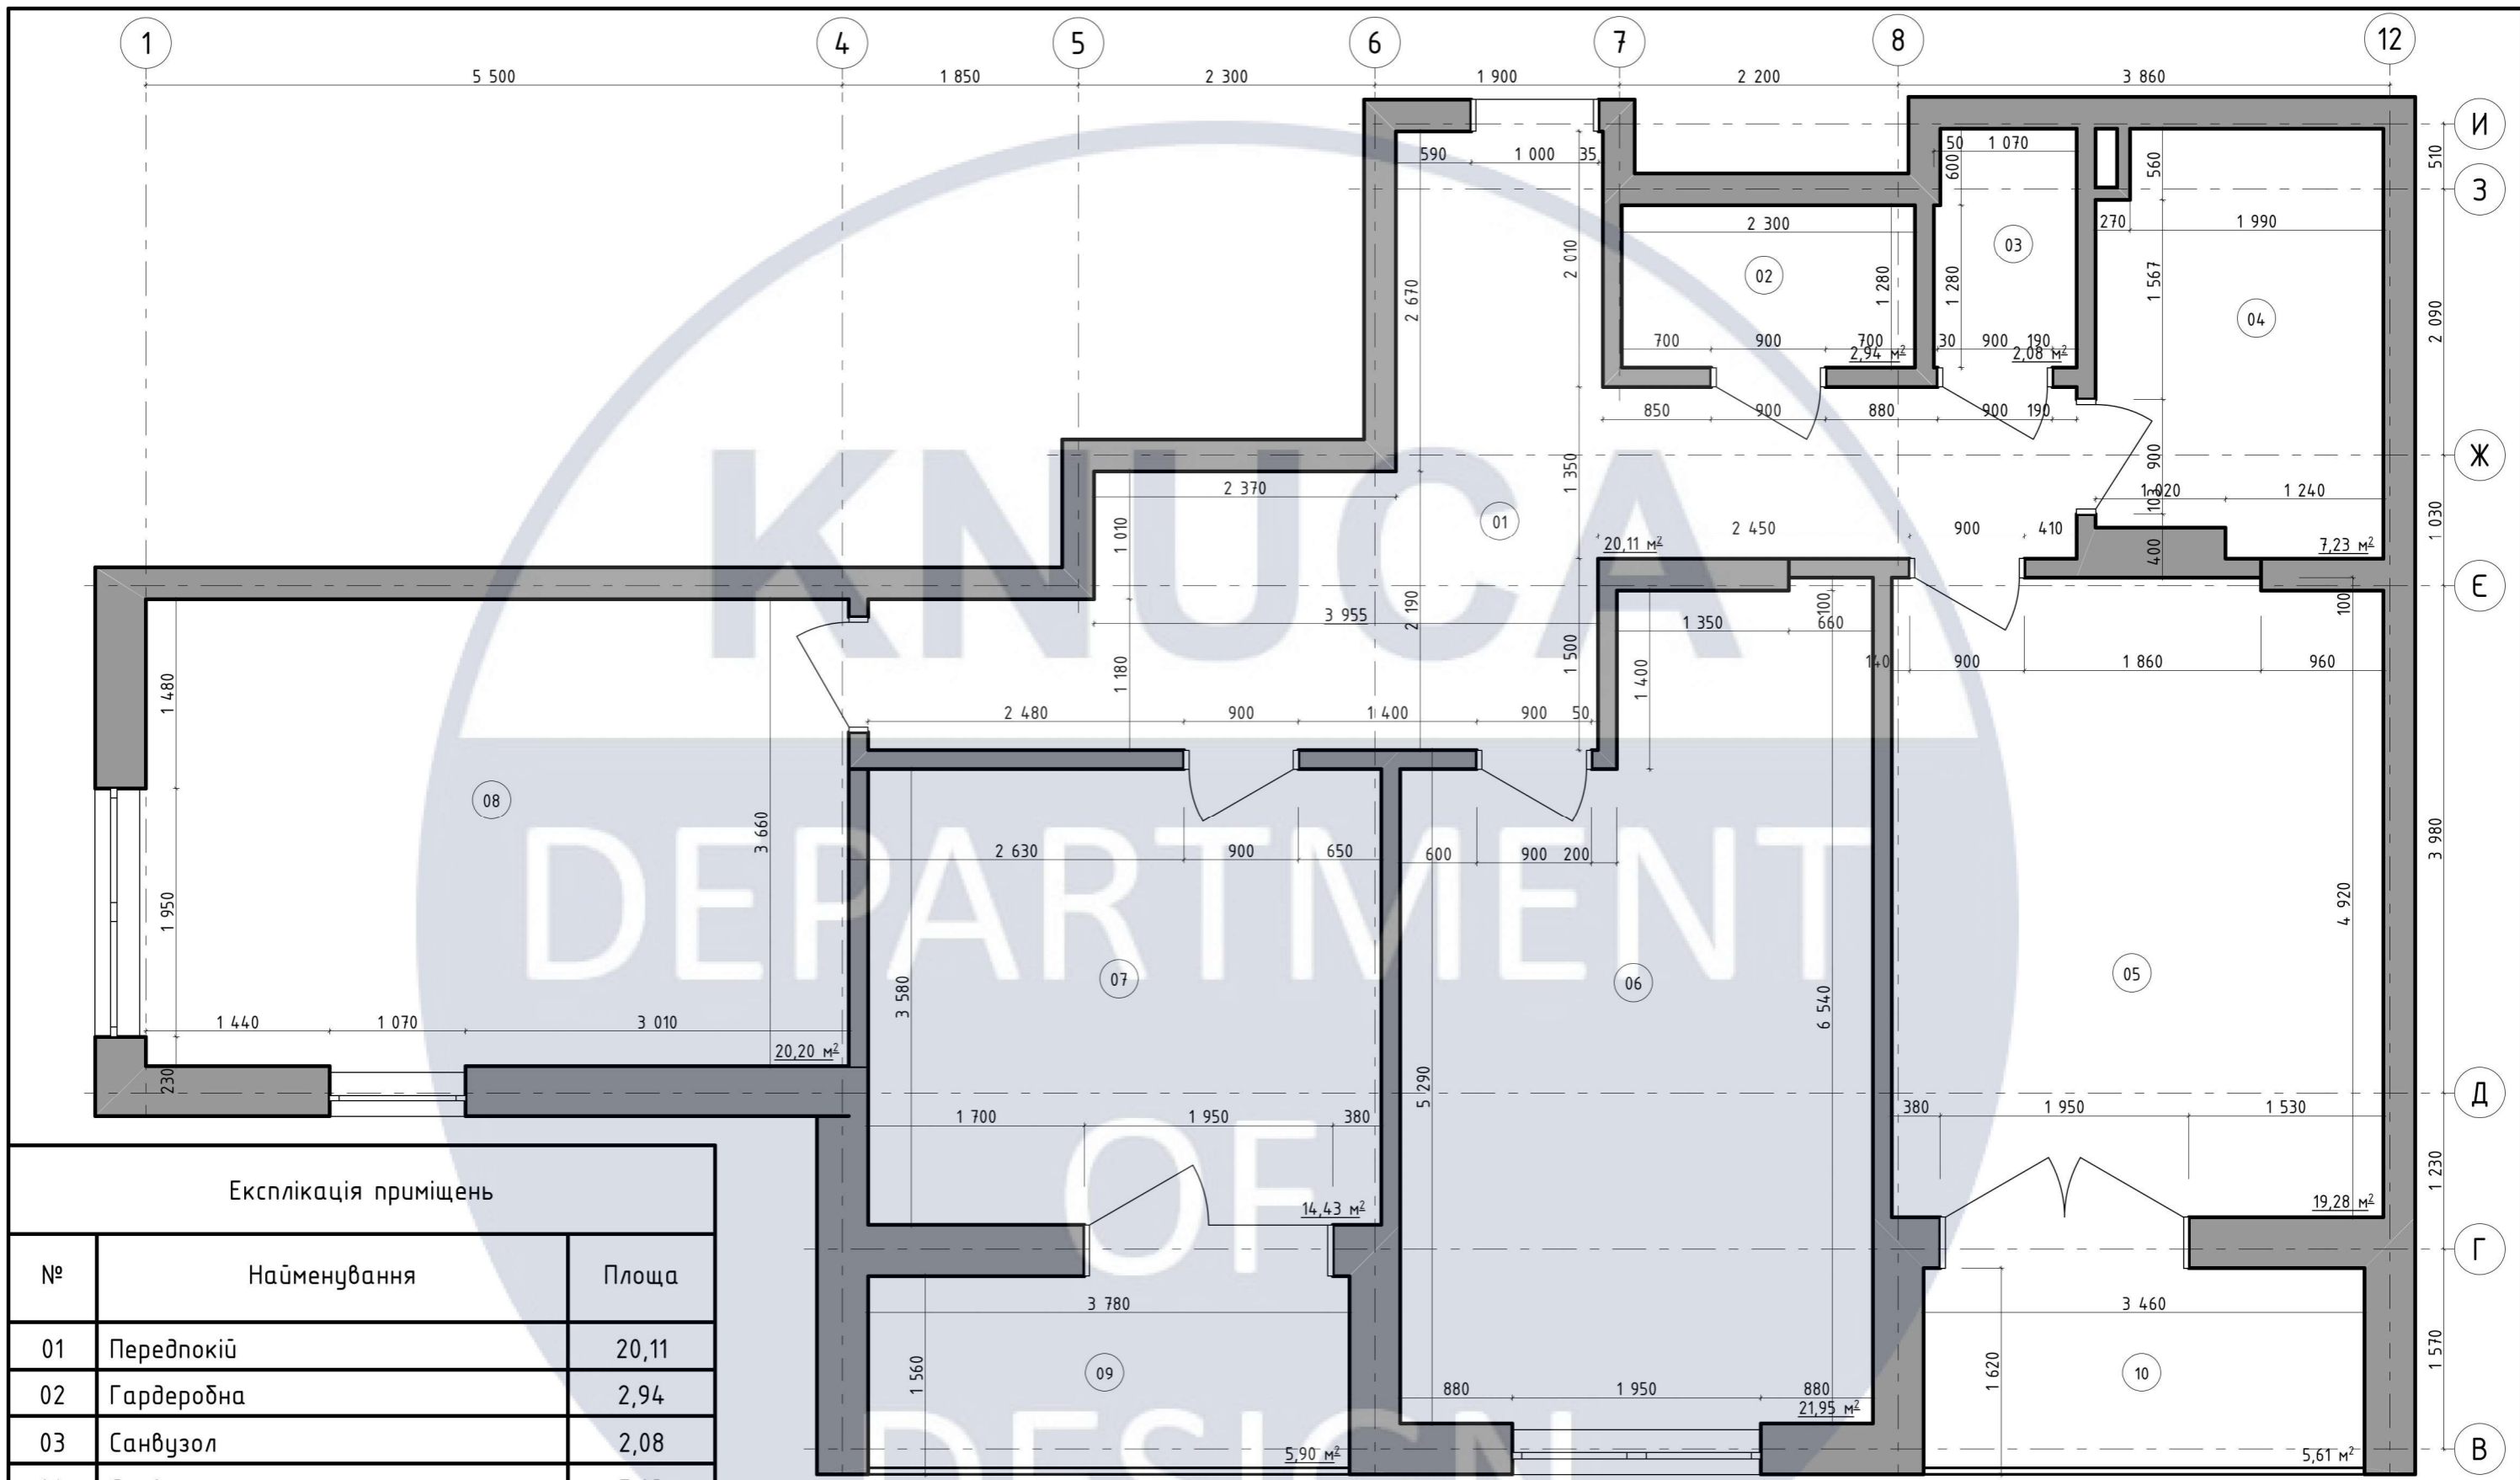 1 4 5 6 7 8 12
5 500 1 850 2 300 1 900 2 200 3 860
И
510
З
2 090
Ж
1 030
Є
3 980
Д
1 230
Г
1 570
В
590 1 000 35
2 010
2 670
50 1 070
600
560
270 1 990
2 300
02
1 280
700 900 700
2,94 м²
03
1 280
30 900 190
2,08 м²
1 567
04
850 900 880 900 190
900
103
1 020 1 240
400
7,23 м²
KNUCA
2 370
1 010
1 350
01
20,11 м²
2 450 900 410
2 190
3 955
1 180
1 500
2 480 900 1 400 900 50
1 350 660
100
1 400
140 900 1 860 960
100
1 480
08
3 660
1 950
1 440 1 070 3 010
20,20 м²
230
DEPARTMENT
2 630 900 650
07
3 580
1 700 1 950 380
14,43 м²
600 900 200
06
6 540
5 290
880 1 950 880
21,95 м²
05
4 920
380 1 950 1 530
19,28 м²
OF
3 780
1 560
09
5,90 м²
3 460
1 620
10
5,61 м²
DESIGN
Експлікація приміщень
№ Найменування Площа
01 Передпокій 20,11
02 Гардеробна 2,94
03 Санвузол 2,08